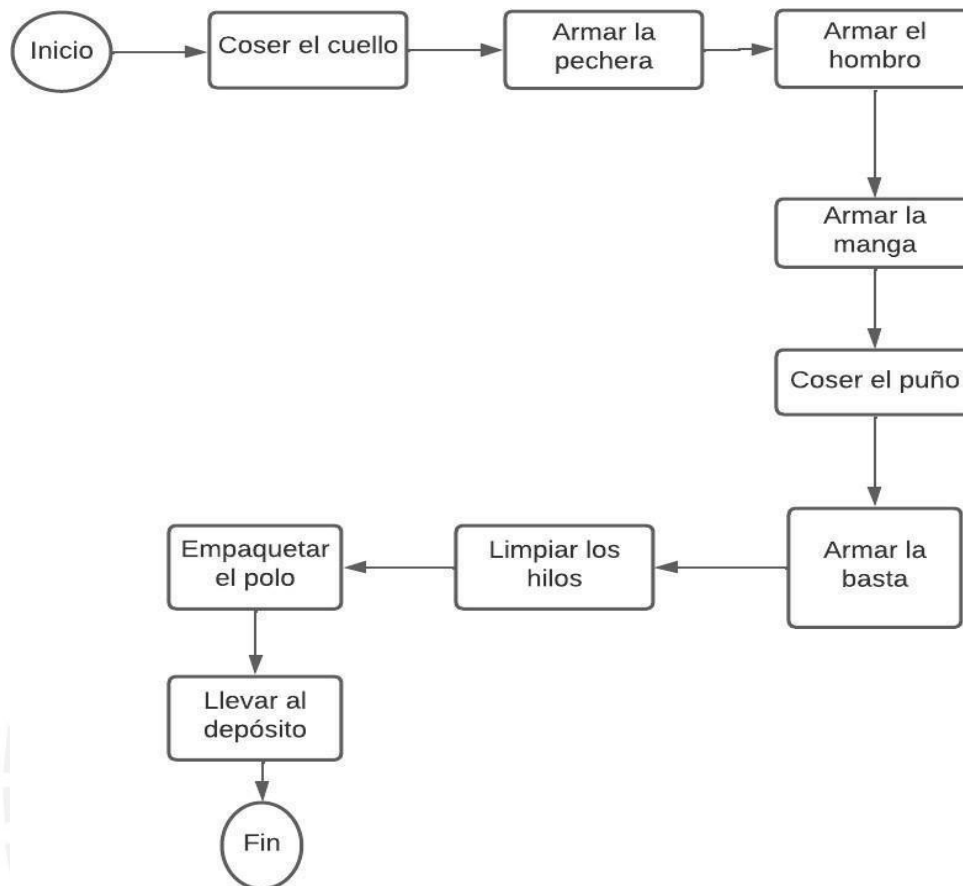 Inicio
Coser el cuello
Armar la
pechera
Armar el
hombro
Armar la
manga
Coser el puño
Armar la
basta
Limpiar los
hilos
Empaquetar
el polo
Llevar al
depósito
Fin